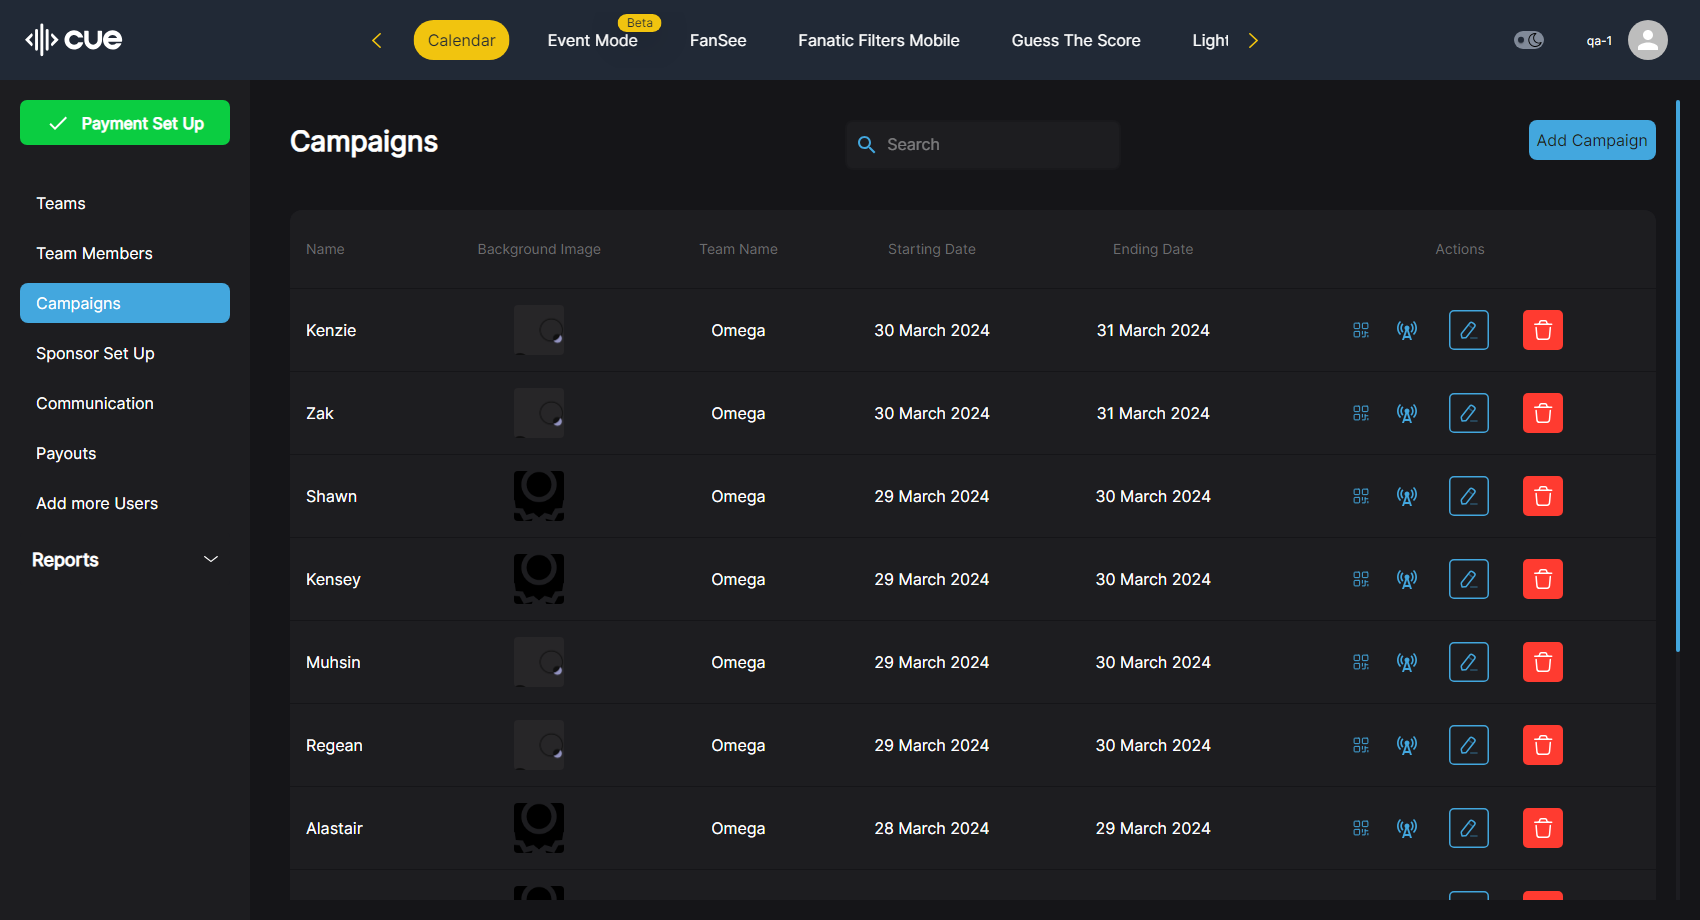 cue
Calendar
Event Mode
Beta
FanSee
Fanatic Filters Mobile
Guess The Score
Light
qa-1
Payment Set Up
Teams
Team Members
Campaigns
Sponsor Set Up
Communication
Payouts
Add more Users
Reports
Campaigns
Search
Add Campaign
Name Background Image Team Name Starting Date Ending Date Actions
Kenzie Omega 30 March 2024 31 March 2024
Zak Omega 30 March 2024 31 March 2024
Shawn Omega 29 March 2024 30 March 2024
Kensey Omega 29 March 2024 30 March 2024
Muhsin Omega 29 March 2024 30 March 2024
Regean Omega 29 March 2024 30 March 2024
Alastair Omega 28 March 2024 29 March 2024